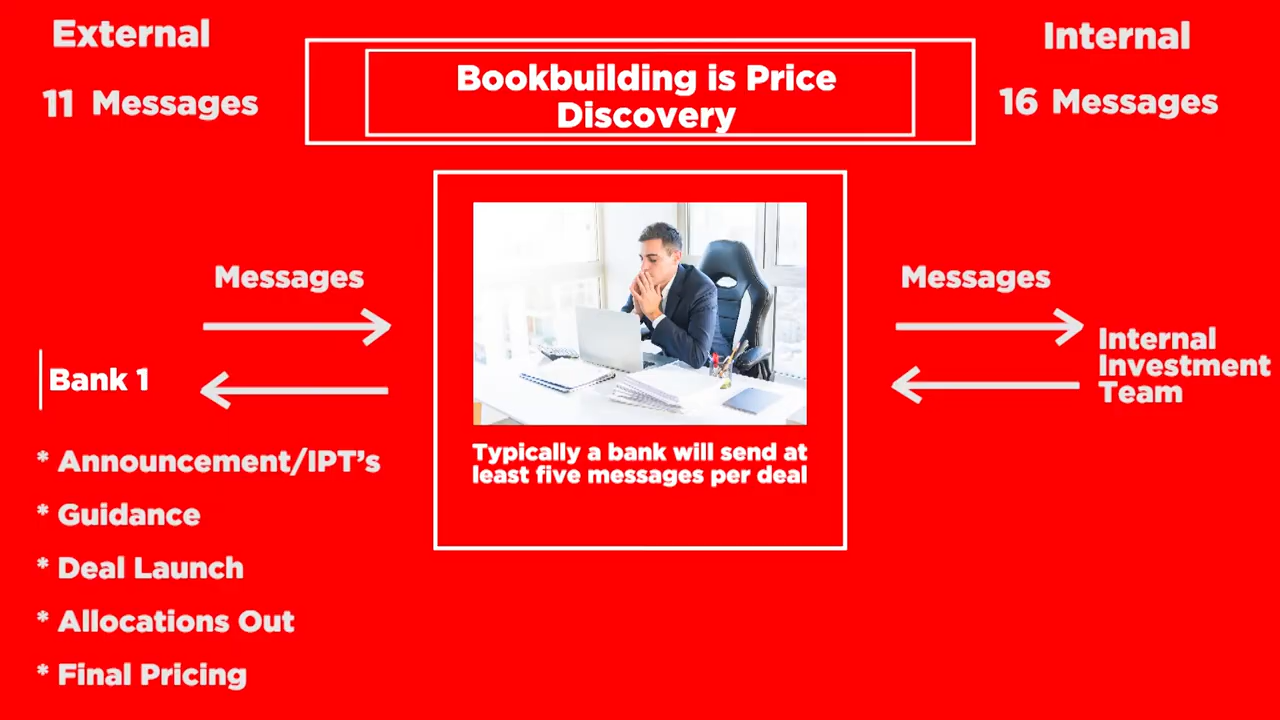 External
11 Messages
Bookbuilding is Price
Discovery
Internal
16 Messages
Messages
Bank 1
* Announcement/IPT’s
* Guidance
* Deal Launch
* Allocations Out
* Final Pricing
Typically a bank will send at
least five messages per deal
Messages
Internal
Investment
Team